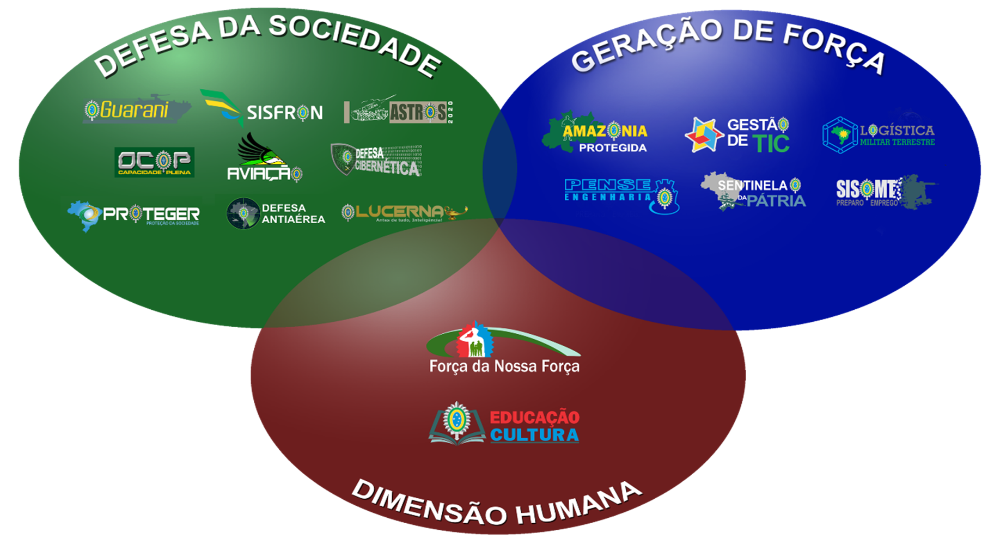 DEFESA DA SOCIEDADE
Guarani
SISFRON
ASTROS
2020
OCOP
CAPACIDADE PLENA
AVIAÇÃO
DEFESA
CIBERNÉTICA
PROTEGER
PROTEÇÃO DA SOCIEDADE
DEFESA
ANTIAÉREA
LUCERNA
Antes de tudo, Inteligência!
GERAÇÃO DE FORÇA
AMAZONIA
PROTEGIDA
GESTÃO
DE TIC
LOGÍSTICA
MILITAR TERRESTRE
PENSE
ENGENHARIA
SENTINELA
DA PÁTRIA
SISOMT
PREPARO EMPREGO
Força da Nossa Força
EDUCAÇÃO
CULTURA
DIMENSÃO HUMANA